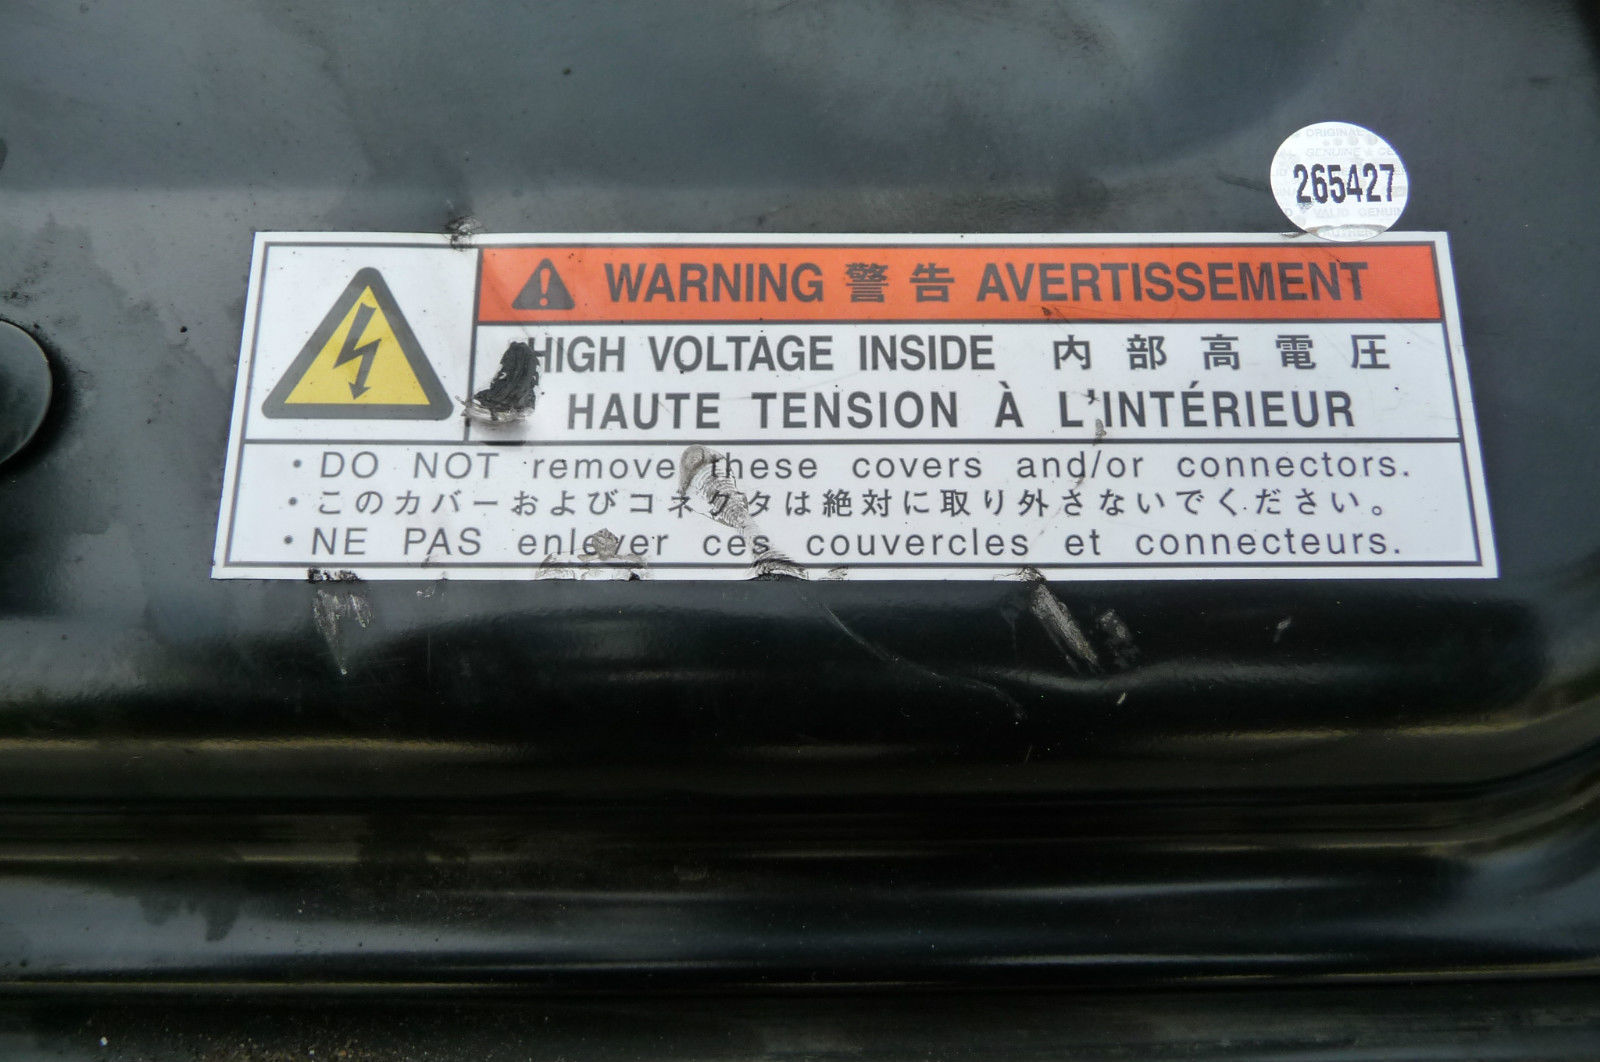 265427
WARNING 警告 AVERTISSEMENT
HIGH VOLTAGE INSIDE 内部高電圧
HAUTE TENSION À L'INTÉRIEUR
• DO NOT remove these covers and/or connectors.
• このカバーおよびコネクタは絶対に取り外さないでください。
• NE PAS enlever ces couvercles et connecteurs.